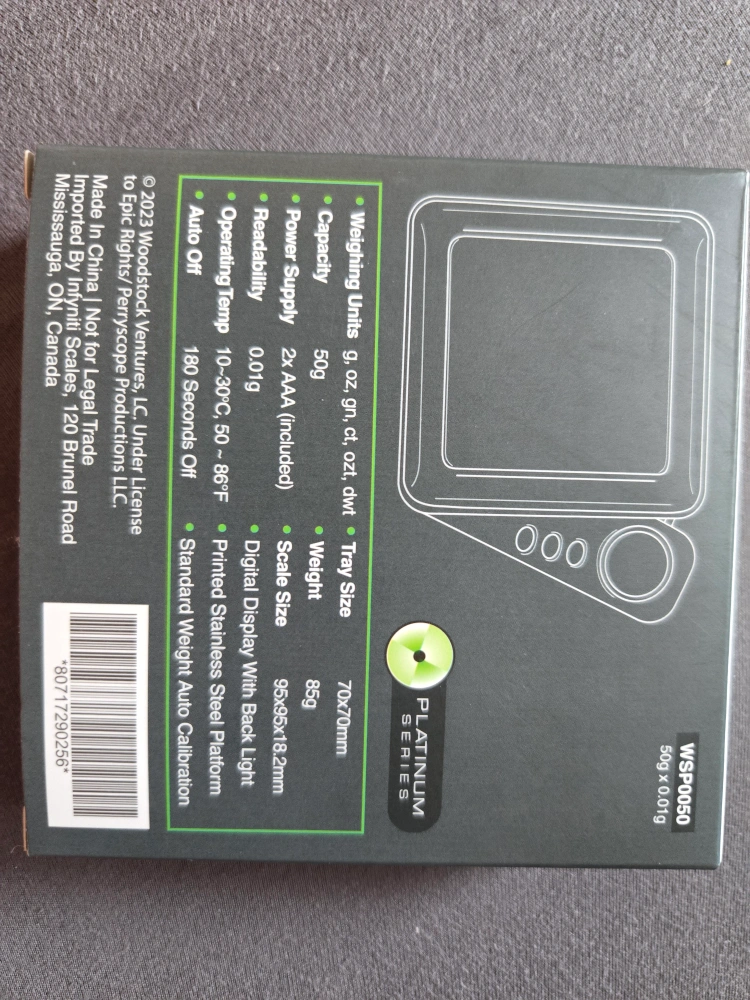 WSP0050
50g x 0.01g
PLATINUM
SERIES
• Weighing Units g, oz, gn, ct, ozt, dwt
• Capacity 50g
• Power Supply 2x AAA (included)
• Readability 0.01g
• Operating Temp 10~30°C, 50 ~ 86°F
• Auto Off 180 Seconds Off
• Tray Size 70x70mm
• Weight 85g
• Scale Size 95x95x18.2mm
• Digital Display With Back Light
• Printed Stainless Steel Platform
• Standard Weight Auto Calibration
© 2023 Woodstock Ventures, LC. Under License
to Epic Rights/ Perryscope Productions LLC.
Made In China | Not for Legal Trade
Imported By Infyniti Scales, 120 Brunel Road
Mississauga, ON, Canada
*80717290256*